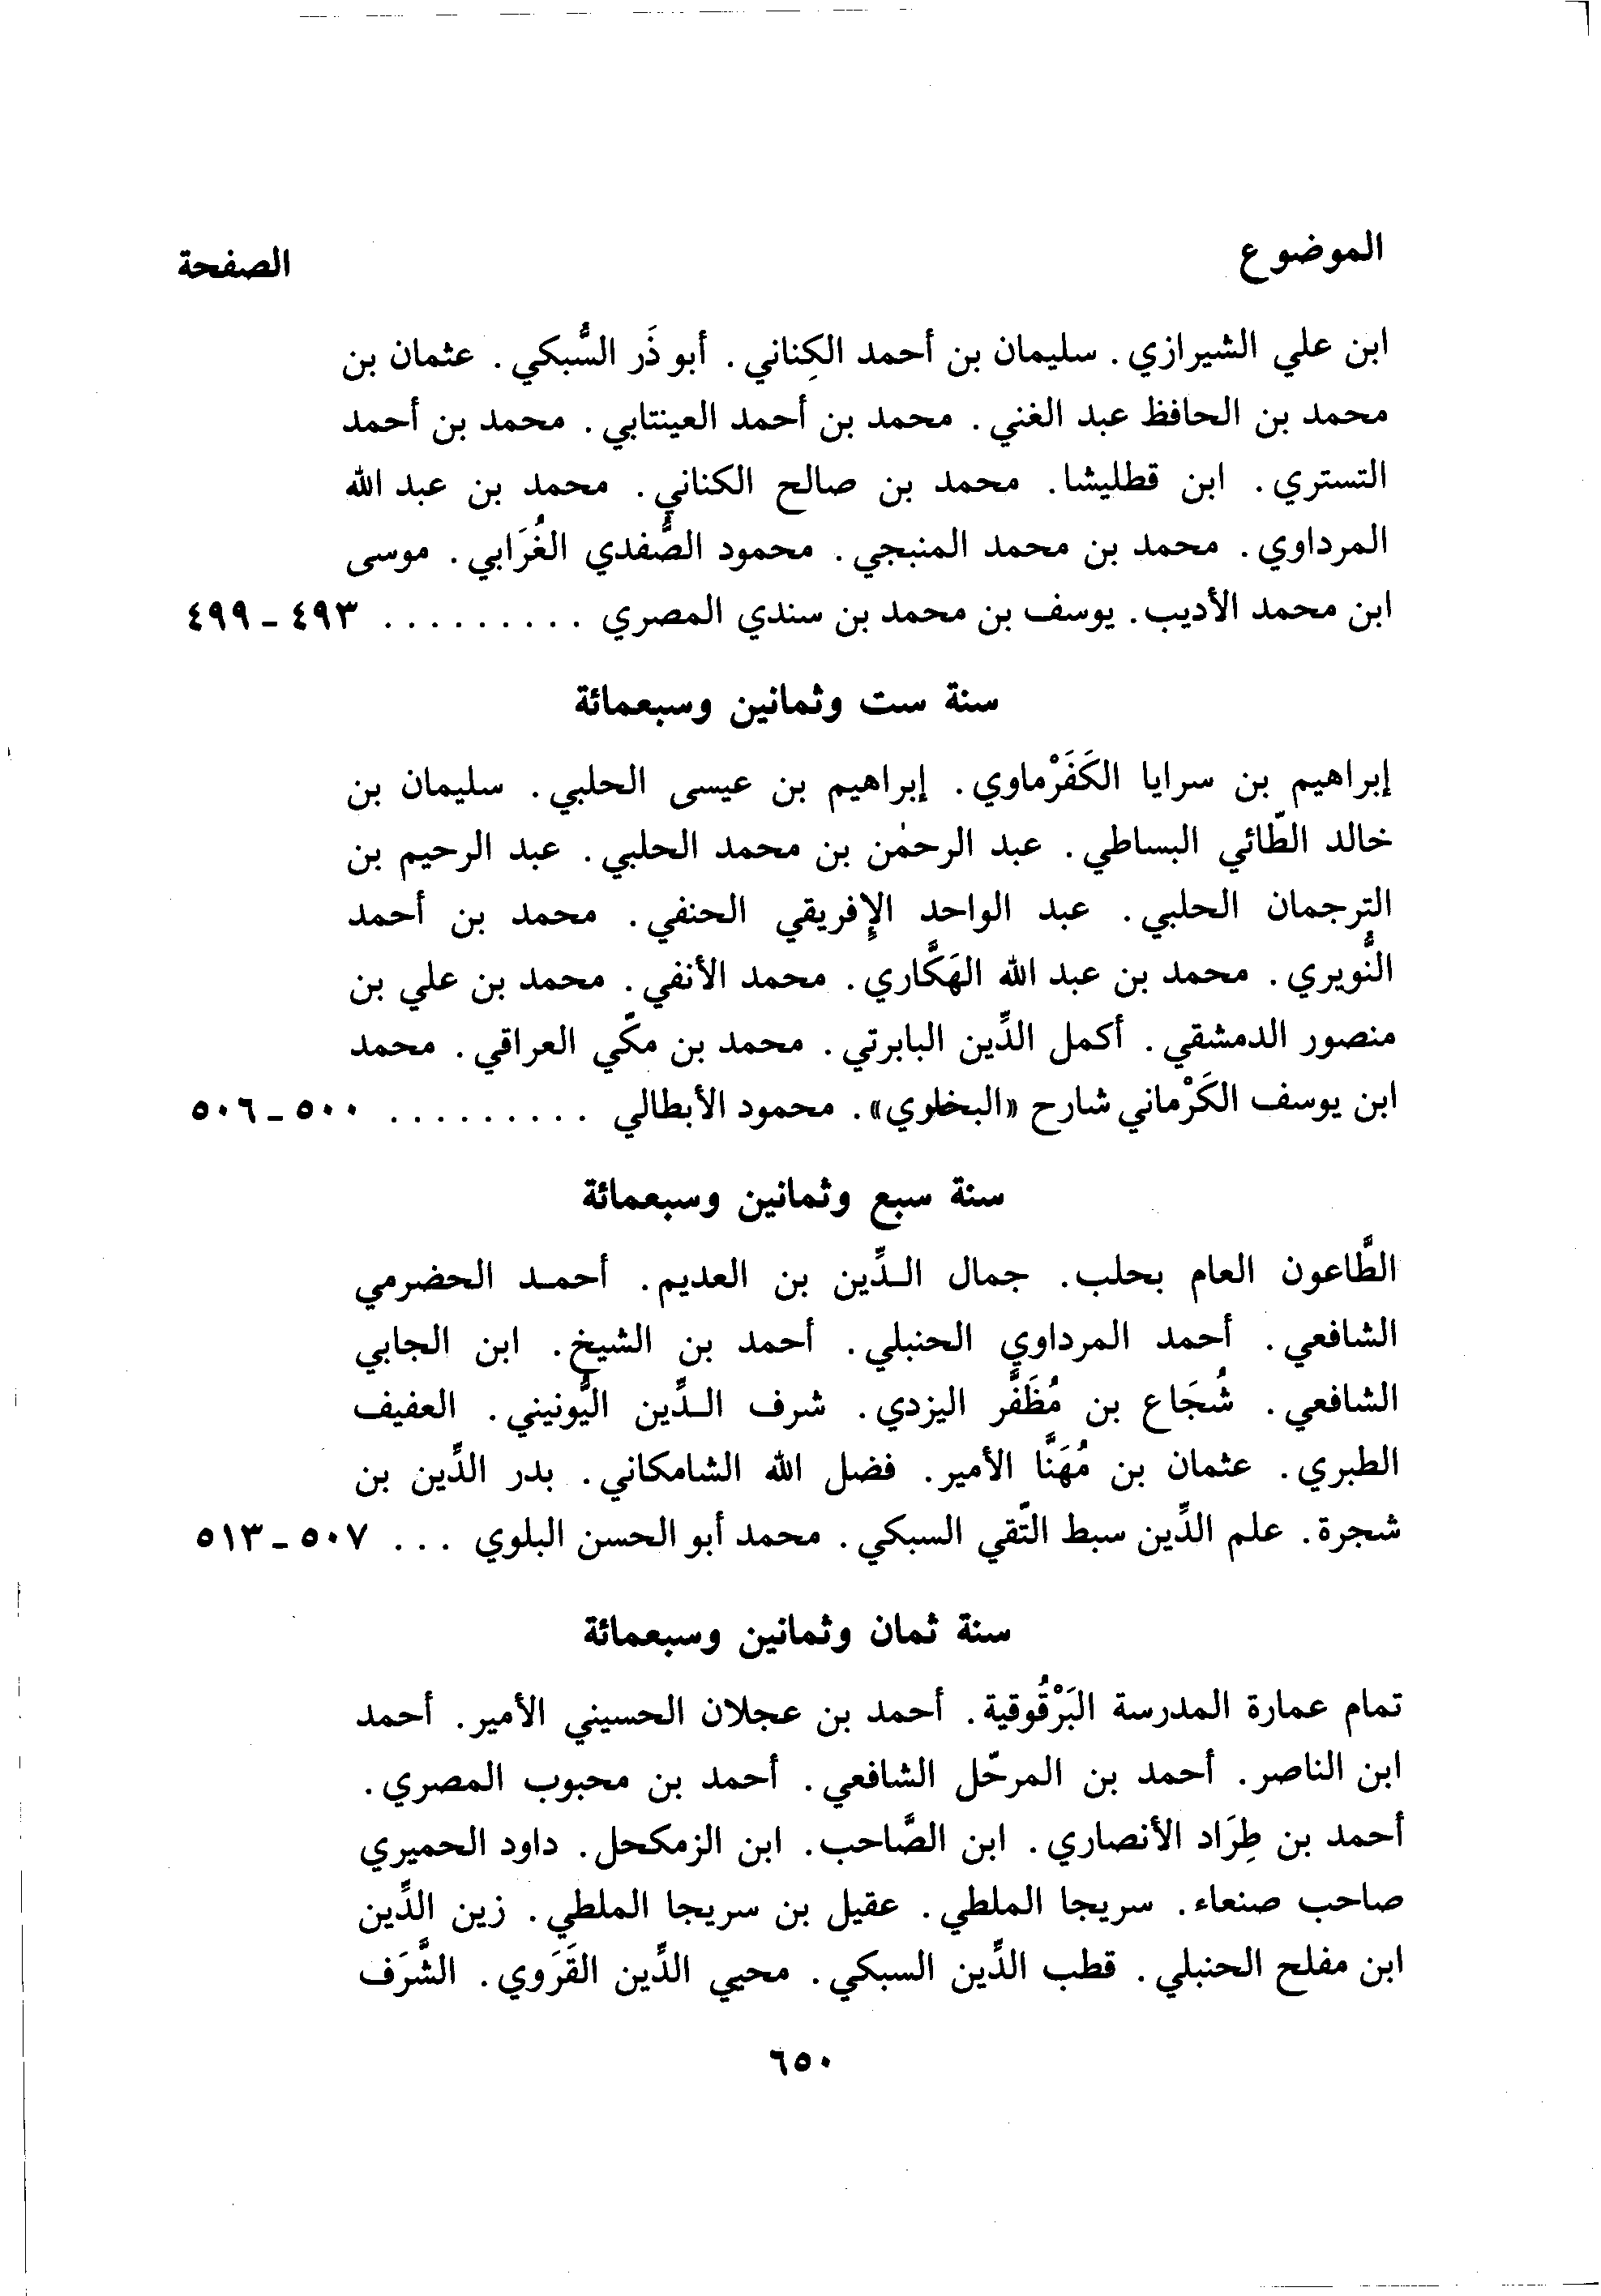 الموضوع الصفحة
ابن علي الشيرازي. سليمان بن أحمد الكِناني. أبو ذَر السُّبكي. عثمان بن
محمد بن الحافظ عبد الغني. محمد بن أحمد العينتابي. محمد بن أحمد
التستري. ابن قطليشا. محمد بن صالح الكناني. محمد بن عبد الله
المرداوي. محمد بن محمد المنبجي. محمود الصُّفدي الغُرَابي. موسى
ابن محمد الأديب. يوسف بن محمد بن سندي المصري ......... ٤٩٣ - ٤٩٩
سنة ست وثمانين وسبعمائة
إبراهيم بن سرايا الكَفَرْماوي. إبراهيم بن عيسى الحلبي. سليمان بن
خالد الطّائي البساطي. عبد الرحمٰن بن محمد الحلبي. عبد الرحيم بن
الترجمان الحلبي. عبد الواحد الإفريقي الحنفي. محمد بن أحمد
النُّويري. محمد بن عبد الله الهَكَّاري. محمد الأنفي. محمد بن علي بن
منصور الدمشقي. أكمل الدِّين البابرتي. محمد بن مكّي العراقي. محمد
ابن يوسف الكَرْماني شارح «البخاري». محمود الأبطالي ......... ٥٠٠ - ٥٠٦
سنة سبع وثمانين وسبعمائة
الطَّاعون العام بحلب. جمال الدِّين بن العديم. أحمد الحضرمي
الشافعي. أحمد المرداوي الحنبلي. أحمد بن الشيخ. ابن الجابي
الشافعي. شُجَاع بن مُظَفَّر اليزدي. شرف الدِّين اليُونيني. العفيف
الطبري. عثمان بن مُهَنَّا الأمير. فضل الله الشامكاني. بدر الدِّين بن
شجرة. علم الدِّين سبط التّقي السبكي. محمد أبو الحسن البلوي ... ٥٠٧ - ٥١٣
سنة ثمان وثمانين وسبعمائة
تمام عمارة المدرسة البَرْقُوقية. أحمد بن عجلان الحسيني الأمير. أحمد
ابن الناصر. أحمد بن المرحّل الشافعي. أحمد بن محبوب المصري.
أحمد بن طِرَاد الأنصاري. ابن الصَّاحب. ابن الزمكحل. داود الحميري
صاحب صنعاء. سريجا الملطي. عقيل بن سريجا الملطي. زين الدِّين
ابن مفلح الحنبلي. قطب الدِّين السبكي. محيي الدِّين القَرَوي. الشَّرَف
٦٥٠